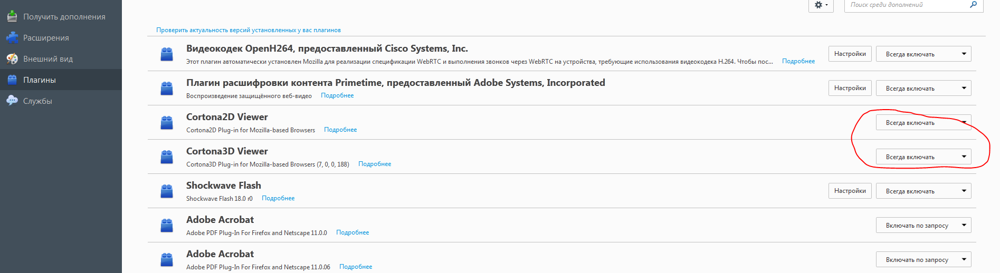 Получить дополнения
Расширения
Внешний вид
Плагины
Службы
Поиск среди дополнений
Проверить актуальность версий установленных у вас плагинов
Видеокодек OpenH264, предоставленный Cisco Systems, Inc.
Этот плагин автоматически установлен Mozilla для реализации спецификации WebRTC и выполнения звонков через WebRTC на устройства, требующие использования видеокодека H.264. Чтобы пос... Подробнее
Настройки Всегда включать
Плагин расшифровки контента Primetime, предоставленный Adobe Systems, Incorporated
Воспроизведение защищённого веб-видео Подробнее
Настройки Всегда включать
Cortona2D Viewer
Cortona2D Plug-in for Mozilla-based Browsers Подробнее
Всегда включать
Cortona3D Viewer
Cortona3D Plug-in for Mozilla-based Browsers (7, 0, 0, 188) Подробнее
Всегда включать
Shockwave Flash
Shockwave Flash 18.0 r0 Подробнее
Настройки Всегда включать
Adobe Acrobat
Adobe PDF Plug-In For Firefox and Netscape 11.0.0 Подробнее
Включать по запросу
Adobe Acrobat
Adobe PDF Plug-In For Firefox and Netscape 11.0.06 Подробнее
Включать по запросу